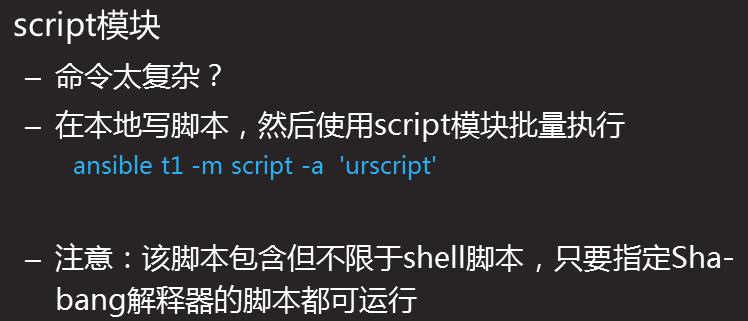 script模块
– 命令太复杂？
– 在本地写脚本，然后使用script模块批量执行
ansible t1 -m script -a  'urscript'
– 注意：该脚本包含但不限于shell脚本，只要指定Sha-
bang解释器的脚本都可运行